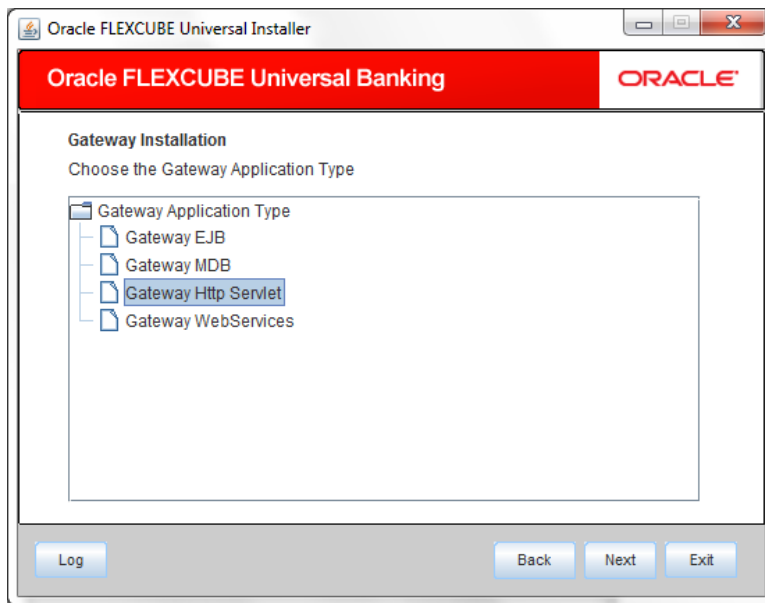 Oracle FLEXCUBE Universal Installer
Oracle FLEXCUBE Universal Banking
ORACLE
Gateway Installation
Choose the Gateway Application Type
Gateway Application Type
Gateway EJB
Gateway MDB
Gateway Http Servlet
Gateway WebServices
Log Back Next Exit